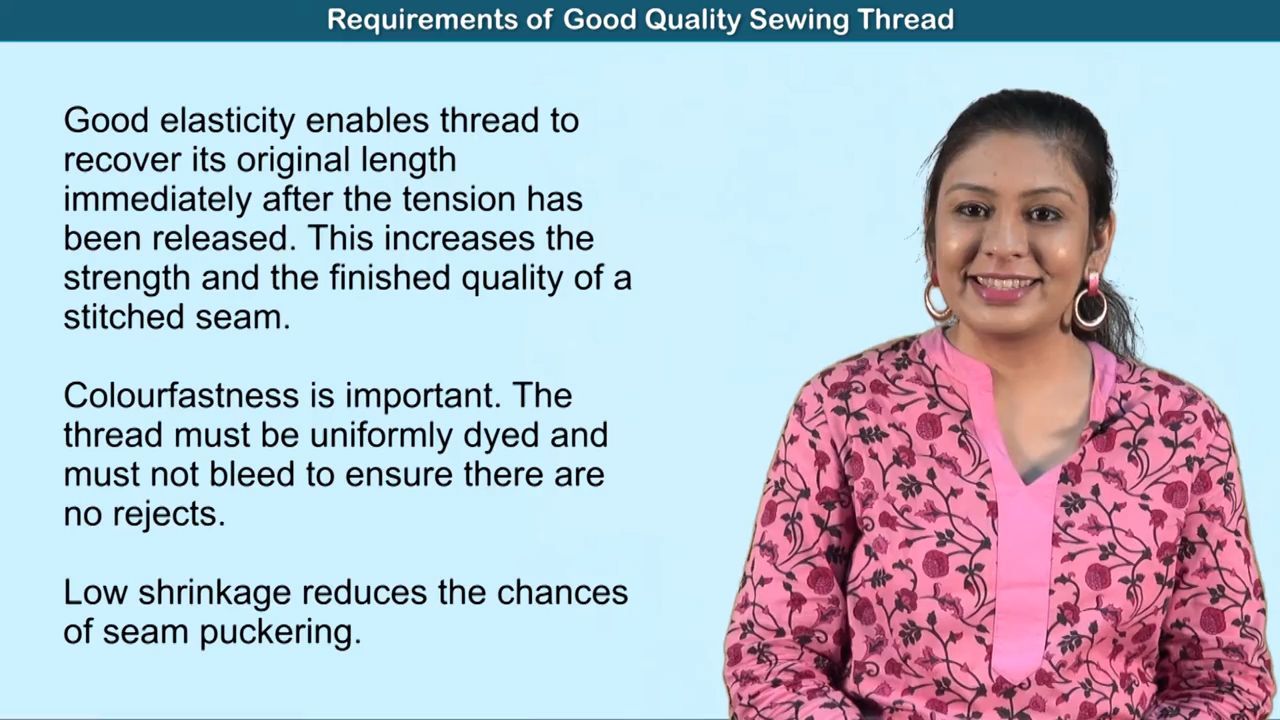 Requirements of Good Quality Sewing Thread
Good elasticity enables thread to
recover its original length
immediately after the tension has
been released. This increases the
strength and the finished quality of a
stitched seam.
Colourfastness is important. The
thread must be uniformly dyed and
must not bleed to ensure there are
no rejects.
Low shrinkage reduces the chances
of seam puckering.